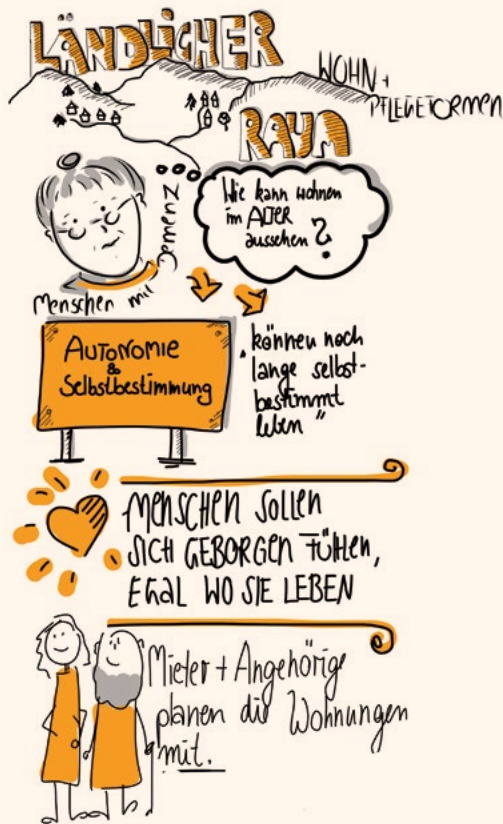 LÄNDLICHER
WOHN +
PFLEGEFORMEN
RAUM
Wie kann wohnen
im ALTER
aussehen?
Menschen mit Demenz
AUTONOMIE
&
Selbstbestimmung
"können noch
lange selbst-
bestimmt
leben"
MENSCHEN SOLLEN
SICH GEBORGEN FÜHLEN,
EGAL WO SIE LEBEN
Mieter + Angehörige
planen die Wohnungen
mit.